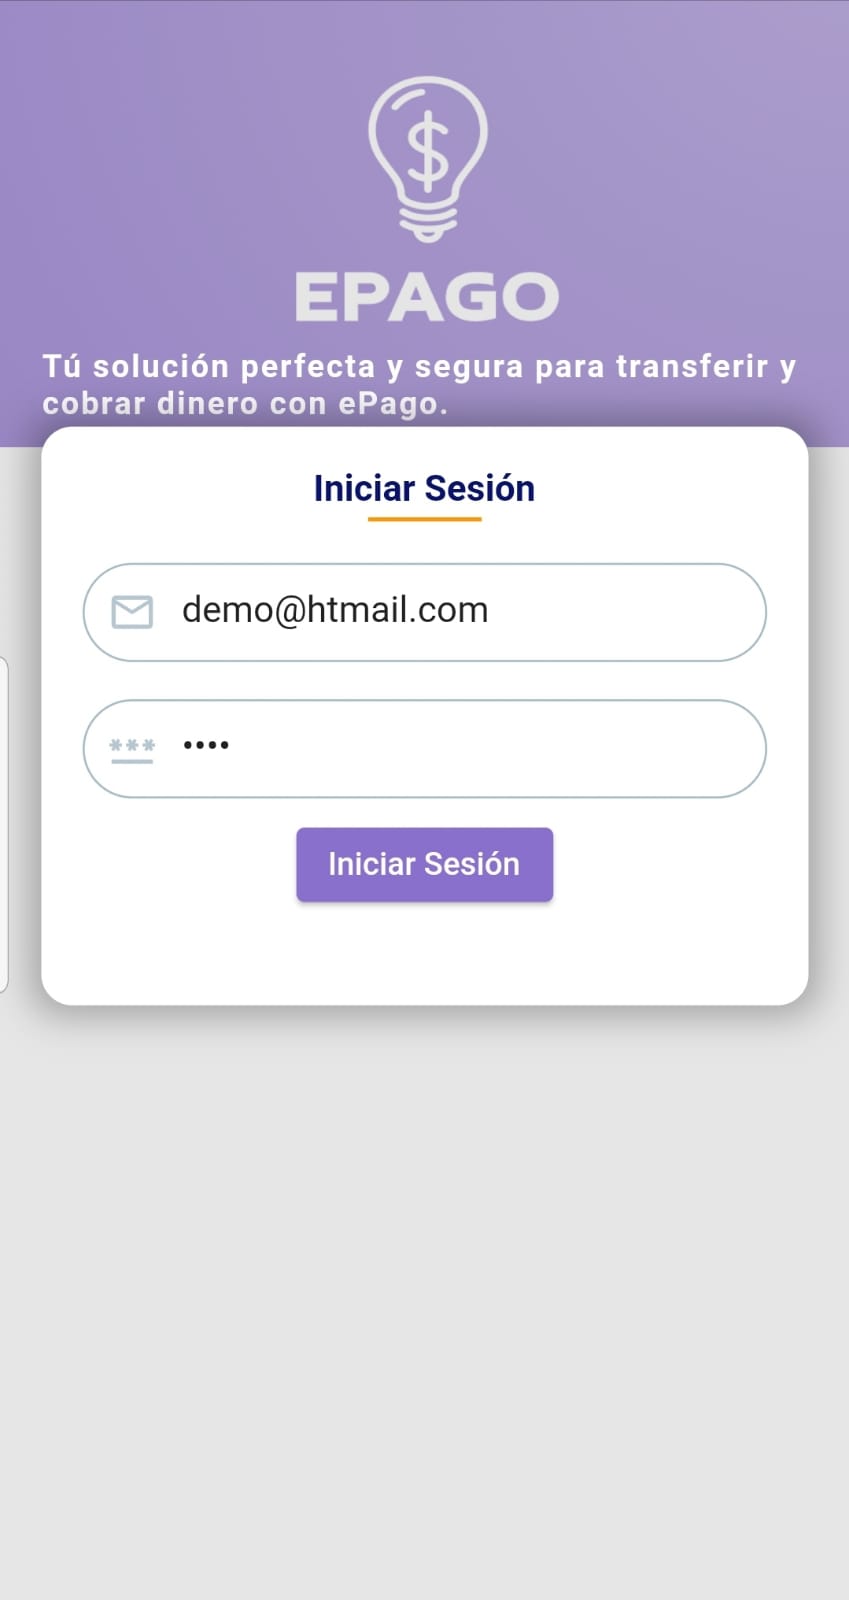 EPAGO
Tú solución perfecta y segura para transferir y
cobrar dinero con ePago.
Iniciar Sesión
demo@htmail.com
***
••••
Iniciar Sesión